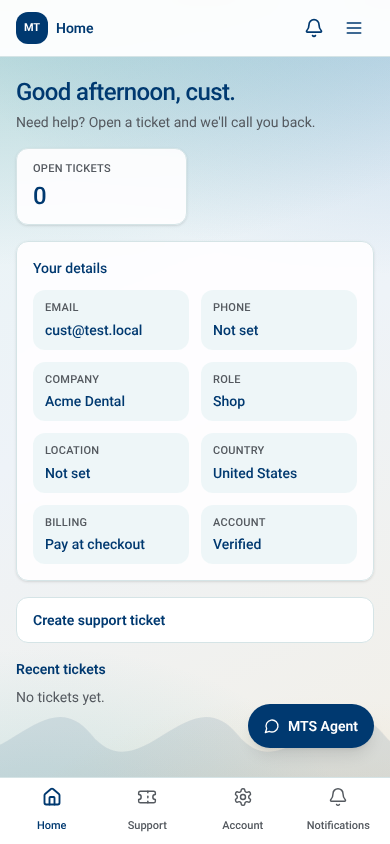 MT Home
Good afternoon, cust.
Need help? Open a ticket and we'll call you back.
OPEN TICKETS
0
Your details
EMAIL
cust@test.local
PHONE
Not set
COMPANY
Acme Dental
ROLE
Shop
LOCATION
Not set
COUNTRY
United States
BILLING
Pay at checkout
ACCOUNT
Verified
Create support ticket
Recent tickets
No tickets yet.
MTS Agent
Home
Support
Account
Notifications